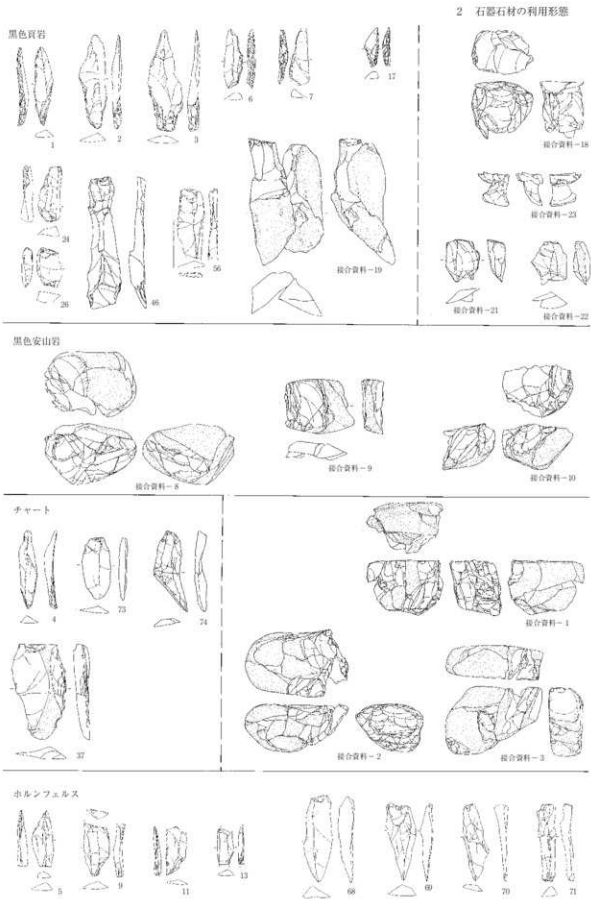 2 石器石材の利用形態
黒色頁岩
1
2
3
6
7
17
接合資料-18
接合資料-23
24
26
46
56
接合資料-19
接合資料-21
接合資料-22
黒色安山岩
接合資料-8
接合資料-9
接合資料-10
チャート
4
73
74
接合資料-1
37
接合資料-2
接合資料-3
ホルンフェルス
5
9
11
13
68
69
70
71